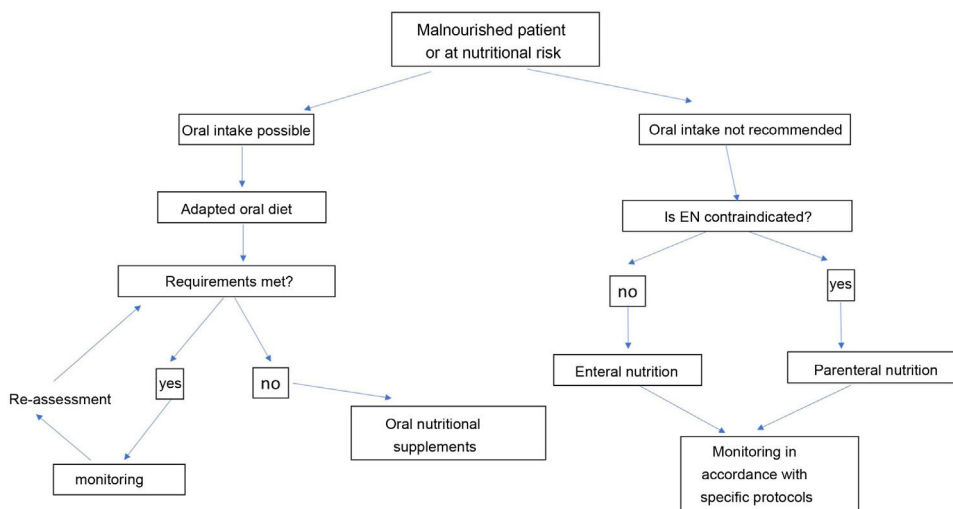 Malnourished patient
or at nutritional risk
Oral intake possible
Oral intake not recommended
Adapted oral diet
Is EN contraindicated?
Requirements met?
no
yes
yes
no
Enteral nutrition
Parenteral nutrition
Re-assessment
Oral nutritional
supplements
monitoring
Monitoring in
accordance with
specific protocols